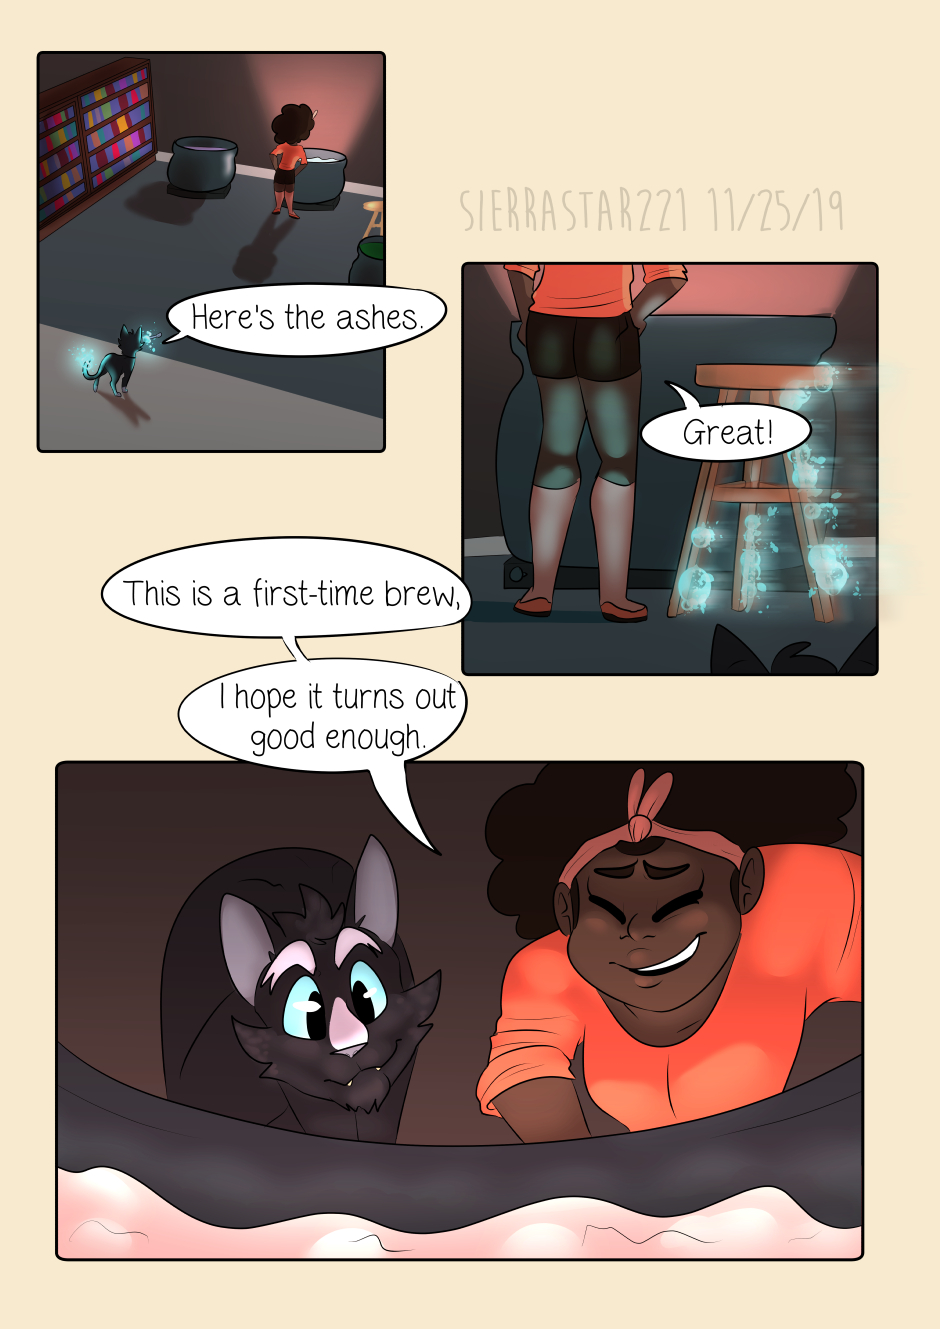 Here's the ashes.
SIERRASTAR221 11/25/19
Great!
This is a first-time brew,
I hope it turns out
good enough.